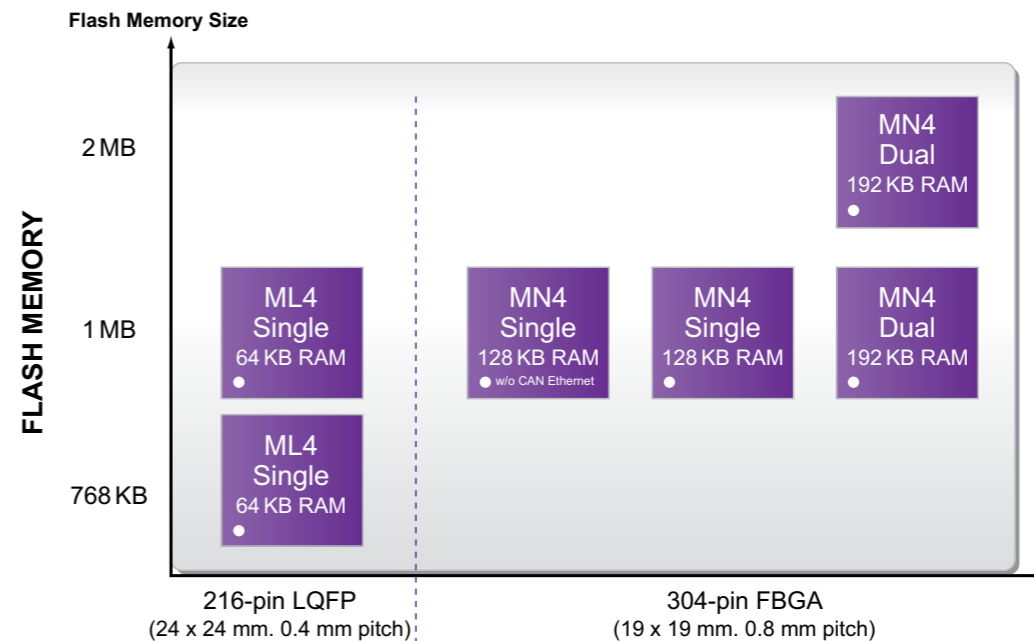 Flash Memory Size
FLASH MEMORY
2 MB
MN4
Dual
192 KB RAM
1 MB
ML4
Single
64 KB RAM
MN4
Single
128 KB RAM
w/o CAN Ethernet
MN4
Single
128 KB RAM
MN4
Dual
192 KB RAM
768 KB
ML4
Single
64 KB RAM
216-pin LQFP
(24 x 24 mm. 0.4 mm pitch)
304-pin FBGA
(19 x 19 mm. 0.8 mm pitch)